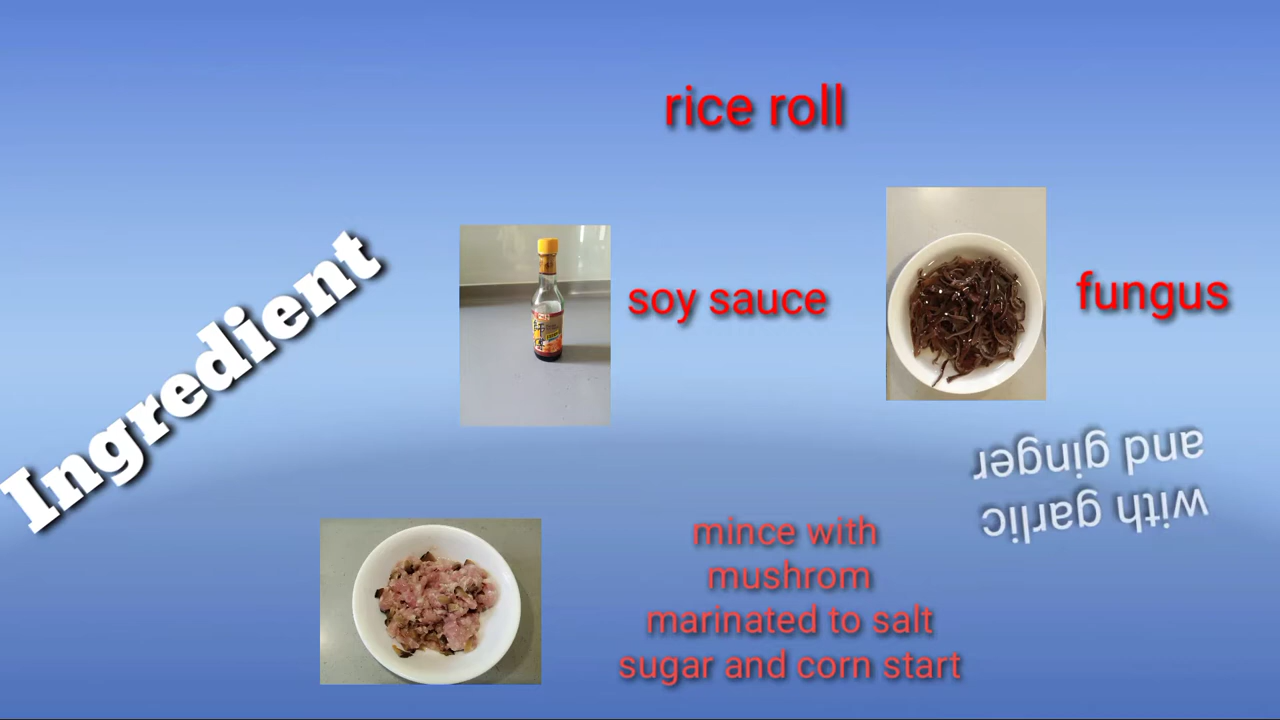 rice roll
Ingredient
soy sauce
fungus
with garlic
and ginger
mince with
mushrom
marinated to salt
sugar and corn start